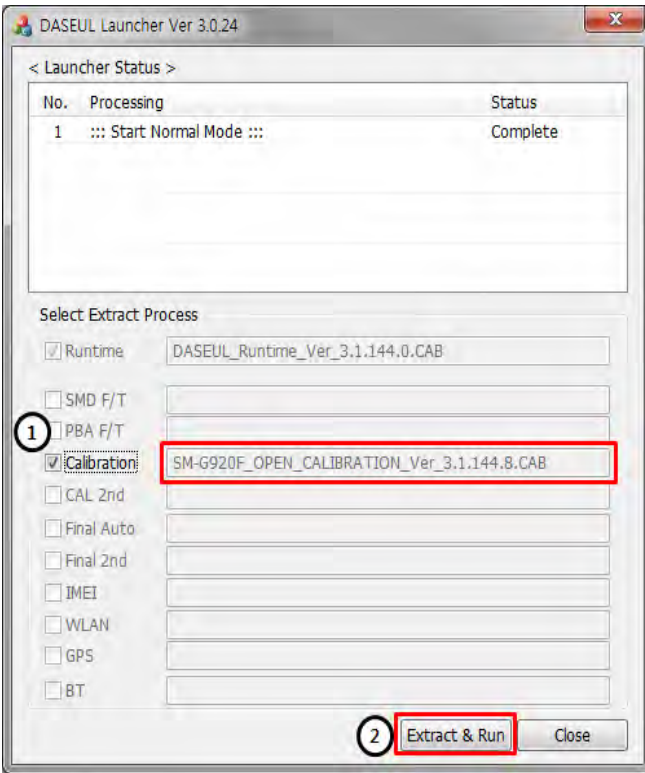 DASEUL Launcher Ver 3.0.24
x
< Launcher Status >
No. Processing Status
1 ::: Start Normal Mode ::: Complete
Select Extract Process
Runtime DASEUL_Runtime_Ver_3.1.144.0.CAB
SMD F/T
1 PBA F/T
Calibration SM-G920F_OPEN_CALIBRATION_Ver_3.1.144.8.CAB
CAL 2nd
Final Auto
Final 2nd
IMEI
WLAN
GPS
BT
2 Extract & Run Close